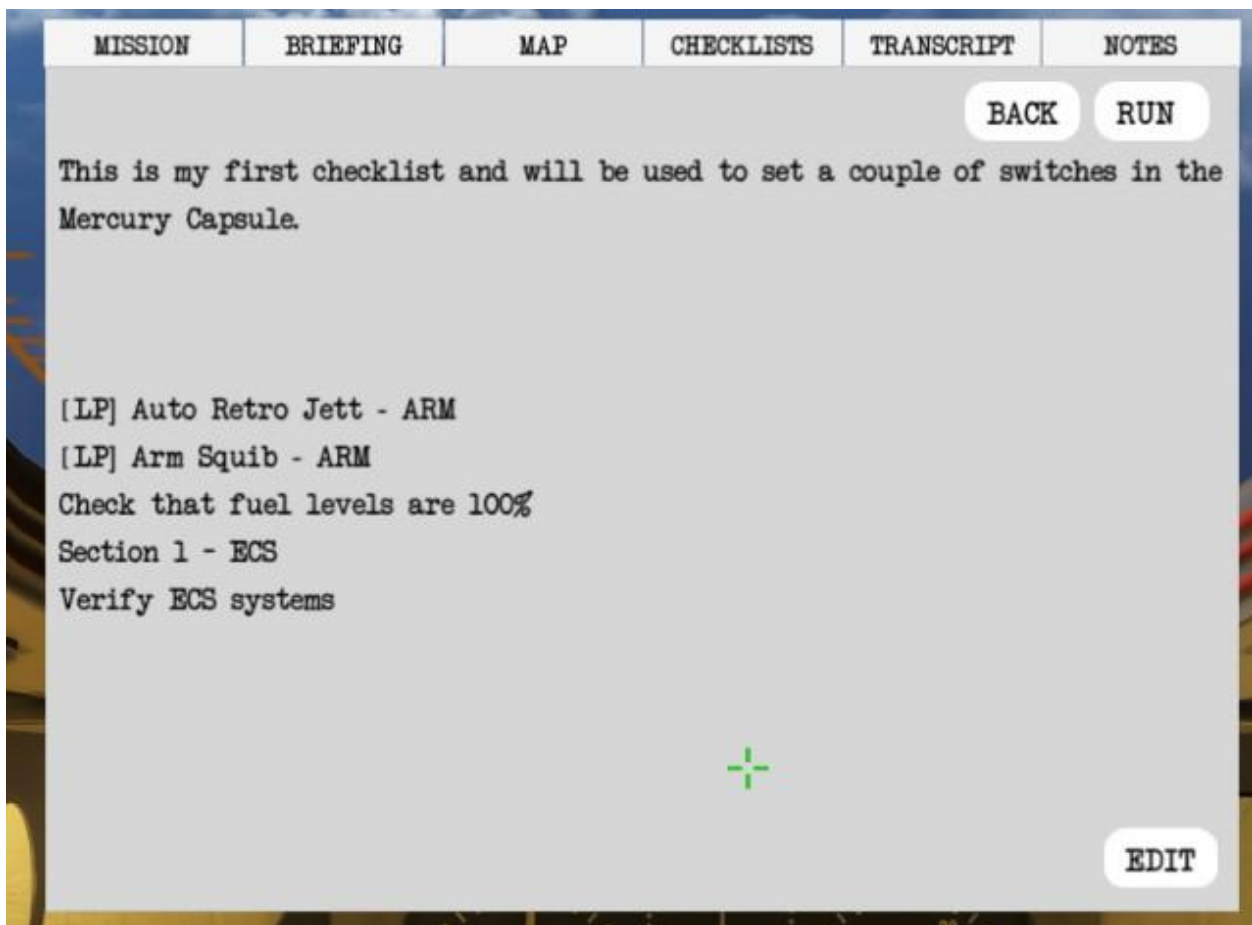 MISSION BRIEFING MAP CHECKLISTS TRANSCRIPT NOTES
BACK RUN
This is my first checklist and will be used to set a couple of switches in the
Mercury Capsule.
[LP] Auto Retro Jett - ARM
[LP] Arm Squib - ARM
Check that fuel levels are 100%
Section 1 - ECS
Verify ECS systems
EDIT